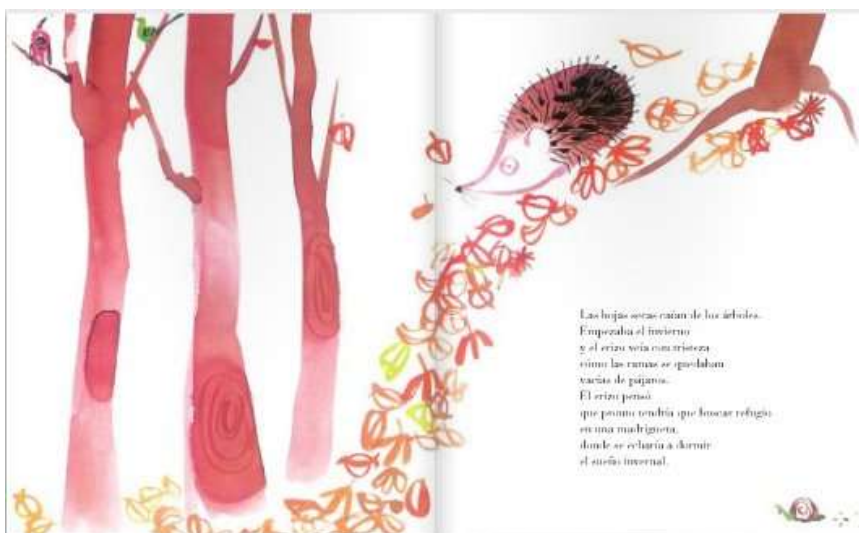 Las hojas secas caían de los árboles.
Empezaba el invierno
y el erizo veía con tristeza
cómo las ramas se quedaban
vacías de pájaros.
El erizo pensó
que pronto tendría que buscar refugio
en una madriguera,
donde se echaría a dormir
el sueño invernal.